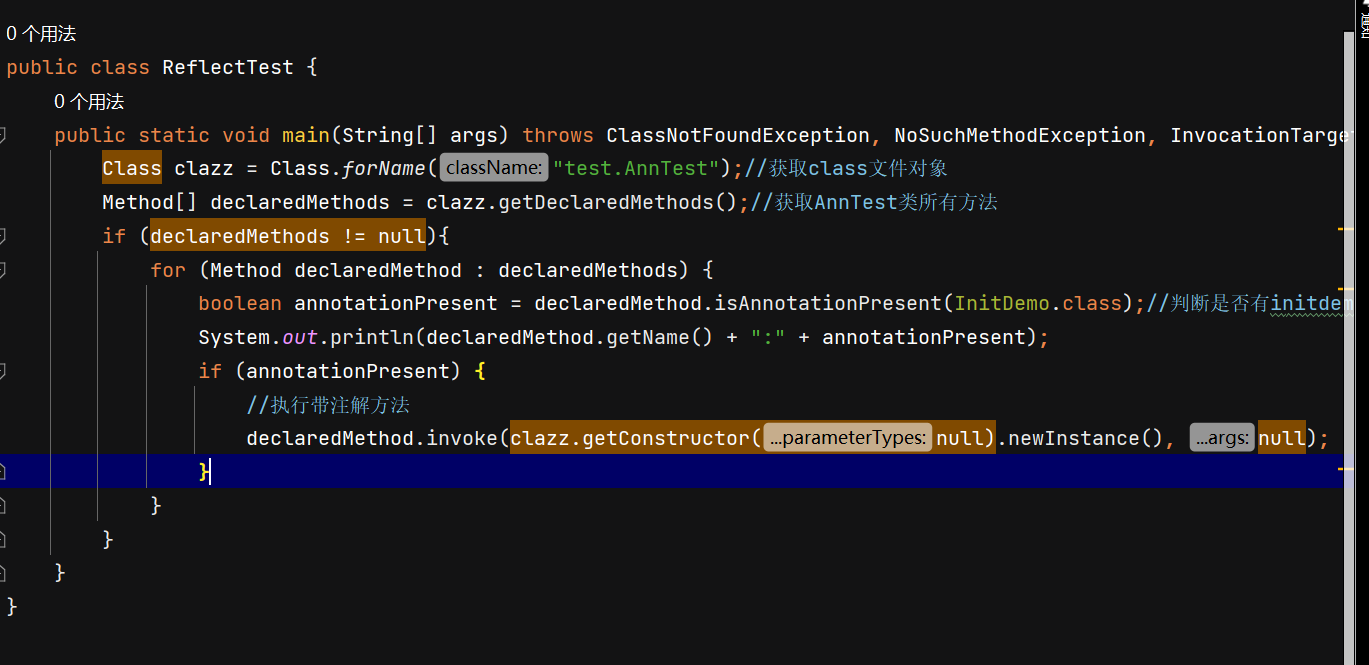 0 个用法
public class ReflectTest {
0 个用法
public static void main(String[] args) throws ClassNotFoundException, NoSuchMethodException, InvocationTarge
Class clazz = Class.forName( className: "test.AnnTest");//获取class文件对象
Method[] declaredMethods = clazz.getDeclaredMethods();//获取AnnTest类所有方法
if (declaredMethods != null){
for (Method declaredMethod : declaredMethods) {
boolean annotationPresent = declaredMethod.isAnnotationPresent(InitDemo.class);//判断是否有initdem
System.out.println(declaredMethod.getName() + ":" + annotationPresent);
if (annotationPresent) {
//执行带注解方法
declaredMethod.invoke(clazz.getConstructor( ...parameterTypes: null).newInstance(), ...args: null);
}
}
}
}
}